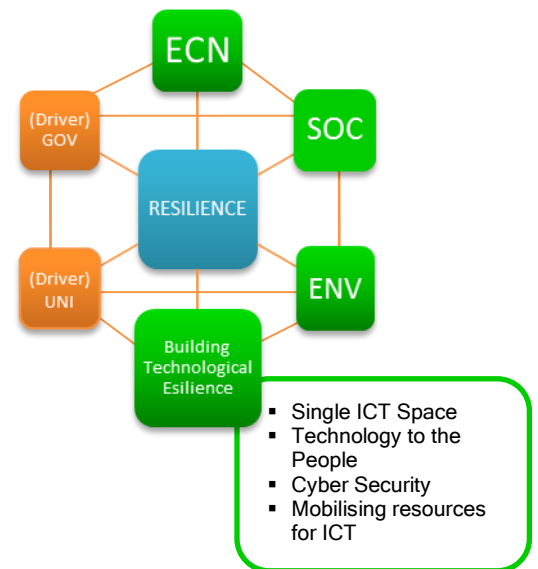 ECN
(Driver)
GOV
SOC
RESILIENCE
(Driver)
UNI
ENV
Building
Technological
Esilience
▪ Single ICT Space
▪ Technology to the
People
▪ Cyber Security
▪ Mobilising resources
for ICT